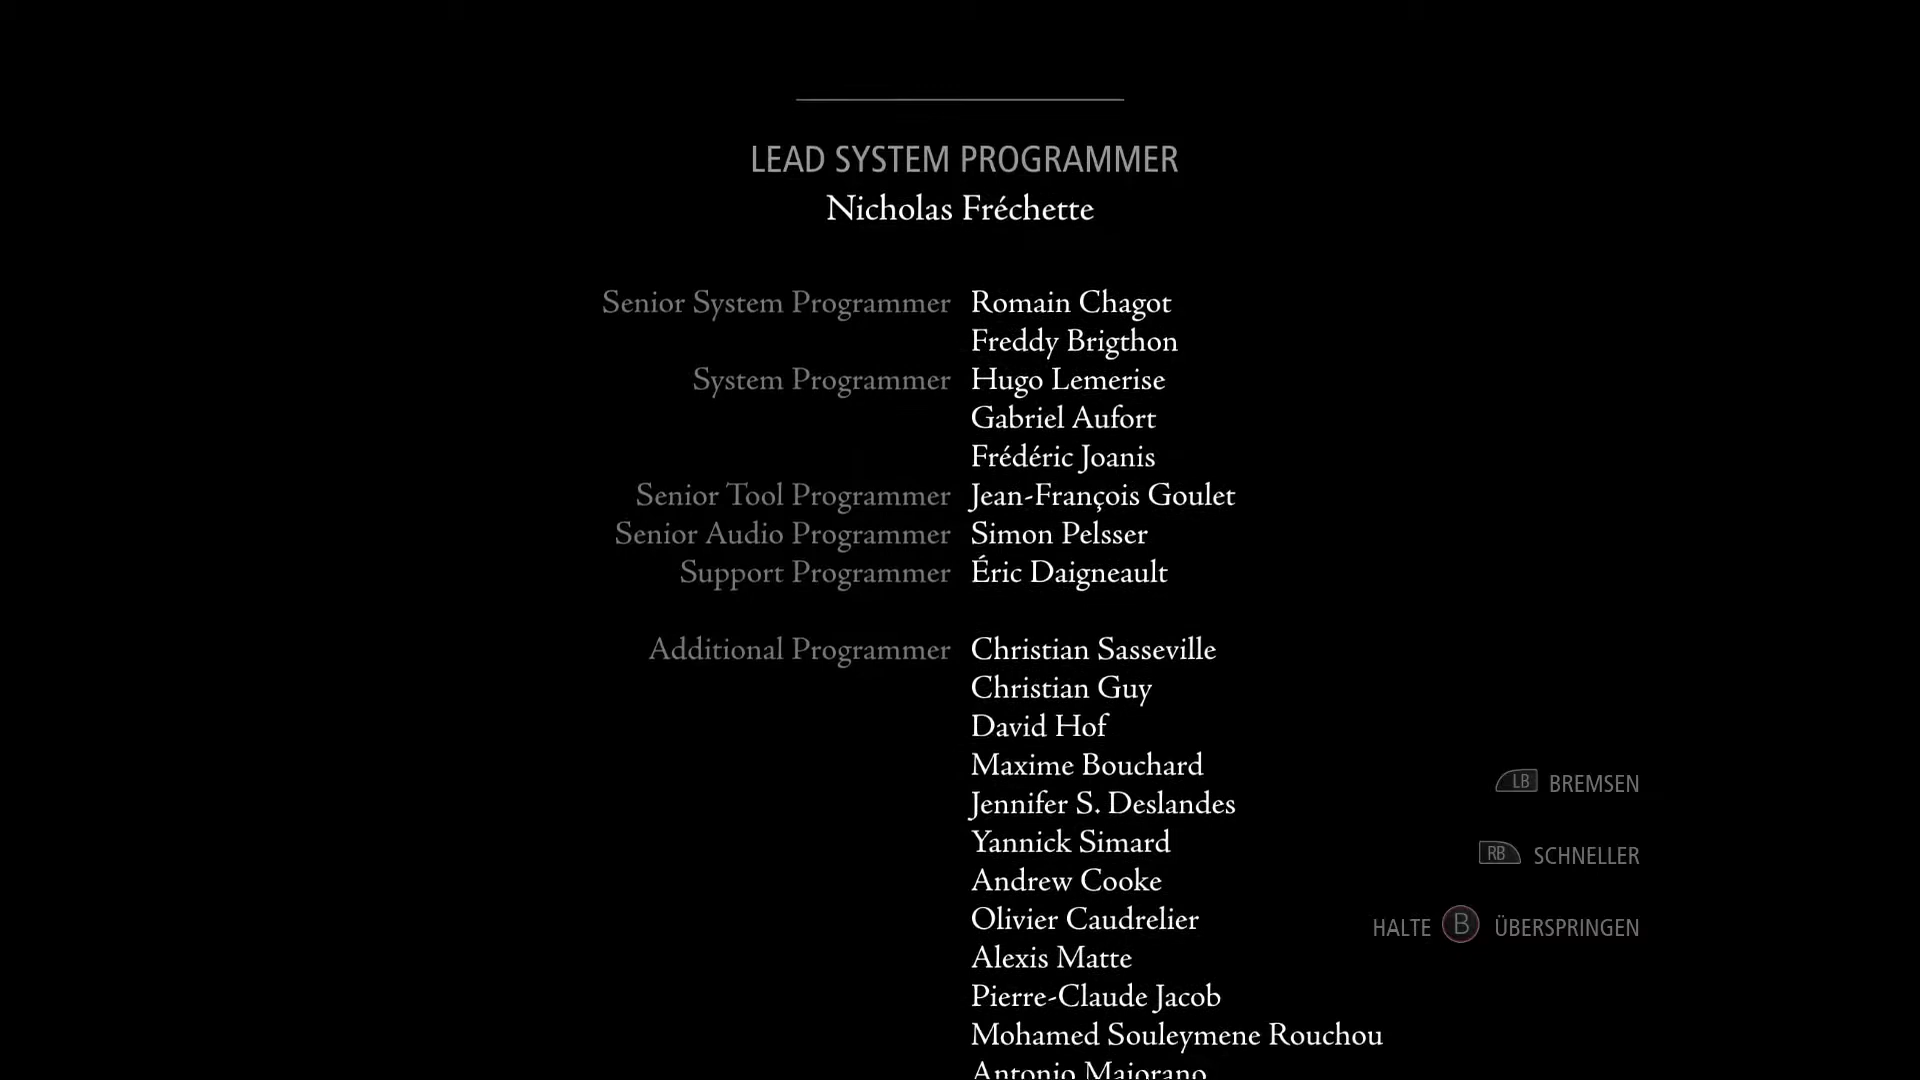 LEAD SYSTEM PROGRAMMER
Nicholas Fréchette
Senior System Programmer Romain Chagot
Freddy Brigthon
System Programmer Hugo Lemerise
Gabriel Aufort
Frédéric Joanis
Senior Tool Programmer Jean-François Goulet
Senior Audio Programmer Simon Pelsser
Support Programmer Éric Daigneault
Additional Programmer Christian Sasseville
Christian Guy
David Hof
Maxime Bouchard
Jennifer S. Deslandes
Yannick Simard
Andrew Cooke
Olivier Caudrelier
Alexis Matte
Pierre-Claude Jacob
Mohamed Souleymene Rouchou
Antonio Maiorano
LB BREMSEN
RB SCHNELLER
HALTE B ÜBERSPRINGEN